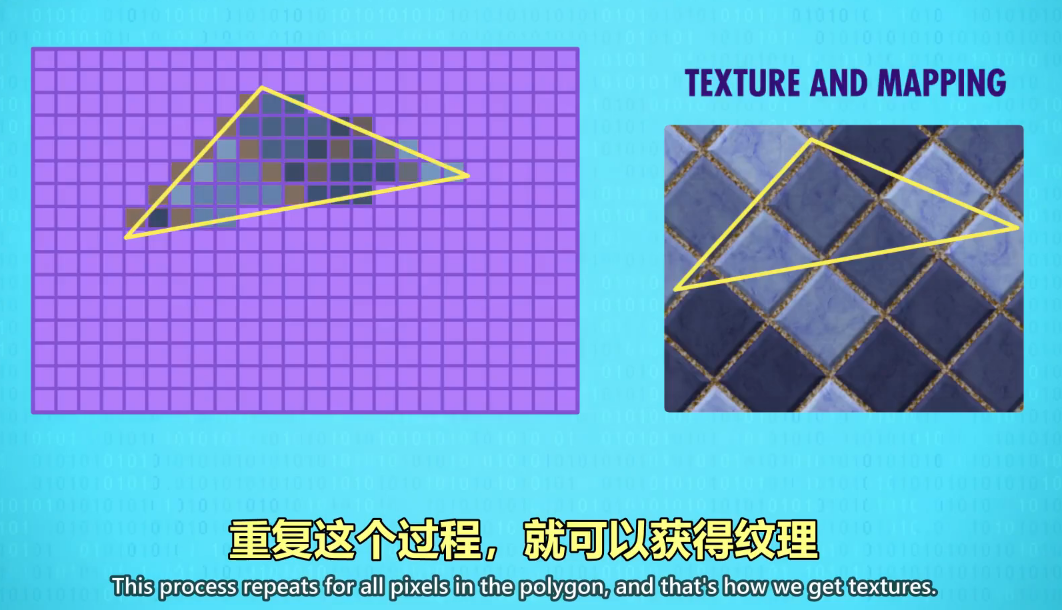 TEXTURE AND MAPPING
重复这个过程，就可以获得纹理
This process repeats for all pixels in the polygon, and that's how we get textures.